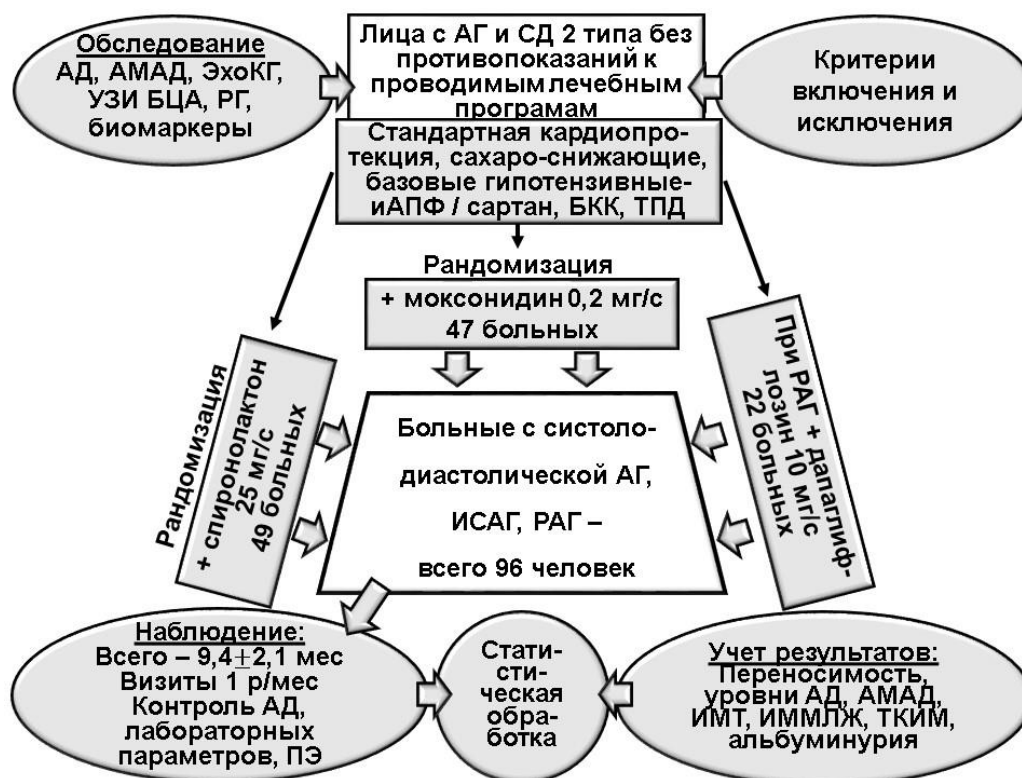 Обследование
АД, АМАД, ЭхоКГ,
УЗИ БЦА, РГ,
биомаркеры
Лица с АГ и СД 2 типа без
противопоказаний к
проводимым лечебным
програмам
Критерии
включения и
исключения
Стандартная кардиопро-
текция, сахаро-снижающие,
базовые гипотензивные-
иАПФ / сартан, БКК, ТПД
Рандомизация
+ моксонидин 0,2 мг/с
47 больных
Рандомизация
+ спиронолактон
25 мг/с
49 больных
Больные с систоло-
диастолической АГ,
ИСАГ, РАГ –
всего 96 человек
При РАГ + дапаглиф-
лозин 10 мг/с
22 больных
Наблюдение:
Всего – 9,4±2,1 мес
Визиты 1 р/мес
Контроль АД,
лабораторных
параметров, ПЭ
Стати-
сти-
ческая
обра-
ботка
Учет результатов:
Переносимость,
уровни АД, АМАД,
ИМТ, ИММЛЖ, ТКИМ,
альбуминурия